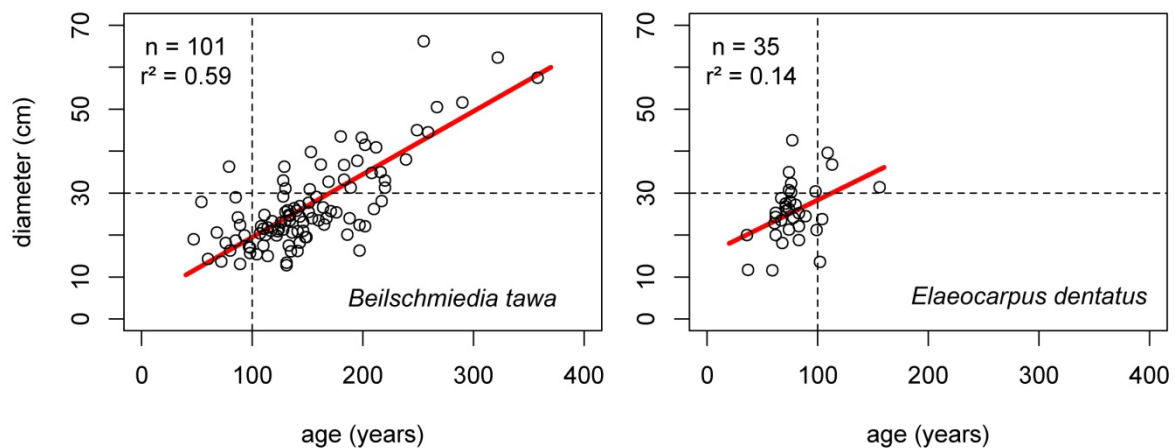 n = 101
r² = 0.59
Beilschmiedia tawa
diameter (cm)
70
50
30
10
0
0
100
200
300
400
age (years)
n = 35
r² = 0.14
Elaeocarpus dentatus
70
50
30
10
0
0
100
200
300
400
age (years)